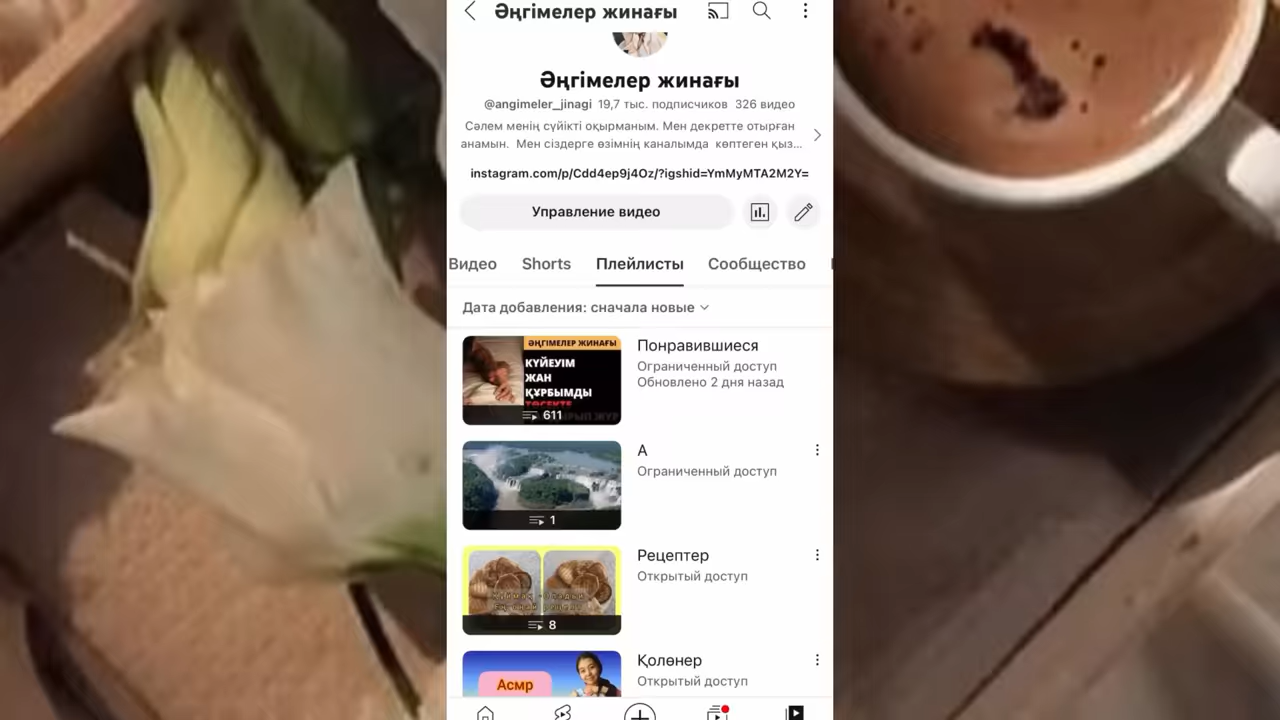 Әңгімелер жинағы
Әңгімелер жинағы
@angimeler_jinagi 19,7 тыс. подписчиков 326 видео
Сәлем менің сүйікті оқырманым. Мен декретте отырған
анамын. Мен сіздерге өзімнің каналымда көптеген қыз...
instagram.com/p/Cdd4ep9j4Oz/?igshid=YmMyMTA2M2Y=
Управление видео
Видео Shorts Плейлисты Сообщество
Дата добавления: сначала новые
ӘҢГІМЕЛЕР ЖИНАҒЫ
КҮЙЕУІМ
ЖАН
ҚҰРБЫМДЫ
ТӨСЕКТЕ
611
Понравившиеся
Ограниченный доступ
Обновлено 2 дня назад
1
А
Ограниченный доступ
8
Рецептер
Открытый доступ
Асмр
Қолөнер
Открытый доступ